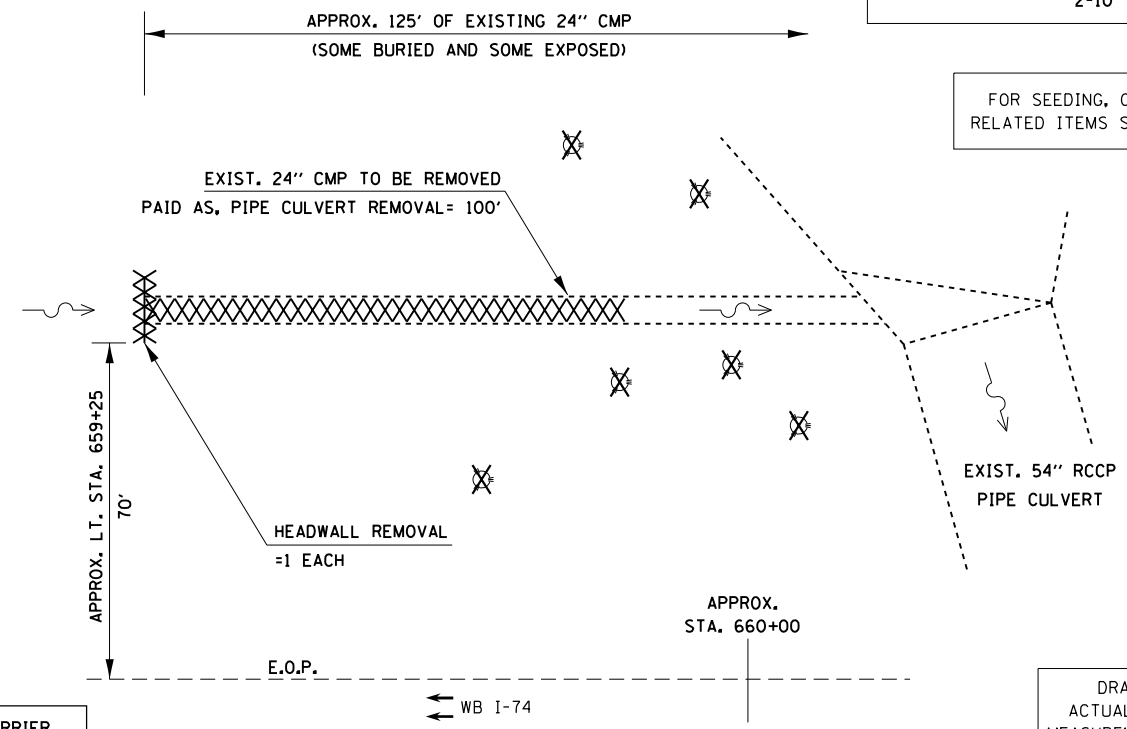 2-10
APPROX. 125' OF EXISTING 24" CMP
(SOME BURIED AND SOME EXPOSED)
FOR SEEDING,
RELATED ITEMS
EXIST. 24" CMP TO BE REMOVED
PAID AS, PIPE CULVERT REMOVAL= 100'
APPROX. LT. STA. 659+25
70'
HEADWALL REMOVAL
=1 EACH
EXIST. 54" RCCP
PIPE CULVERT
APPROX.
STA. 660+00
E.O.P.
WB I-74
ACTUAL